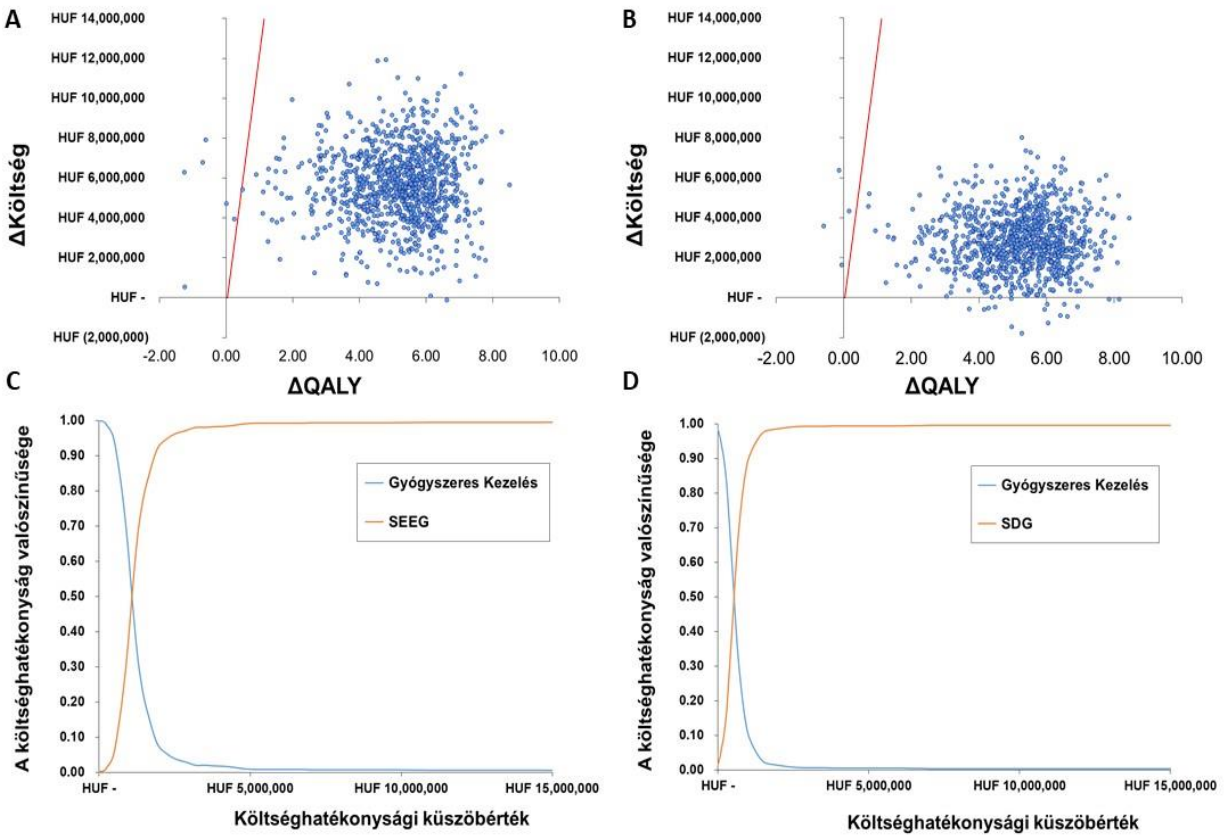 A
HUF 14,000,000
HUF 12,000,000
HUF 10,000,000
HUF 8,000,000
HUF 6,000,000
HUF 4,000,000
HUF 2,000,000
HUF -
HUF (2,000,000)
ΔKöltség
-2.00
0.00
2.00
4.00
6.00
8.00
10.00
ΔQALY
B
HUF 14,000,000
HUF 12,000,000
HUF 10,000,000
HUF 8,000,000
HUF 6,000,000
HUF 4,000,000
HUF 2,000,000
HUF -
HUF (2,000,000)
ΔKöltség
-2.00
0.00
2.00
4.00
6.00
8.00
10.00
ΔQALY
C
1.00
0.90
0.80
0.70
0.60
0.50
0.40
0.30
0.20
0.10
0.00
A költséghatékonyság valószínűsége
Gyógyszeres Kezelés
SEEG
HUF -
HUF 5,000,000
HUF 10,000,000
HUF 15,000,000
Költséghatékonysági küszöbérték
D
1.00
0.90
0.80
0.70
0.60
0.50
0.40
0.30
0.20
0.10
0.00
A költséghatékonyság valószínűsége
Gyógyszeres Kezelés
SDG
HUF -
HUF 5,000,000
HUF 10,000,000
HUF 15,000,000
Költséghatékonysági küszöbérték